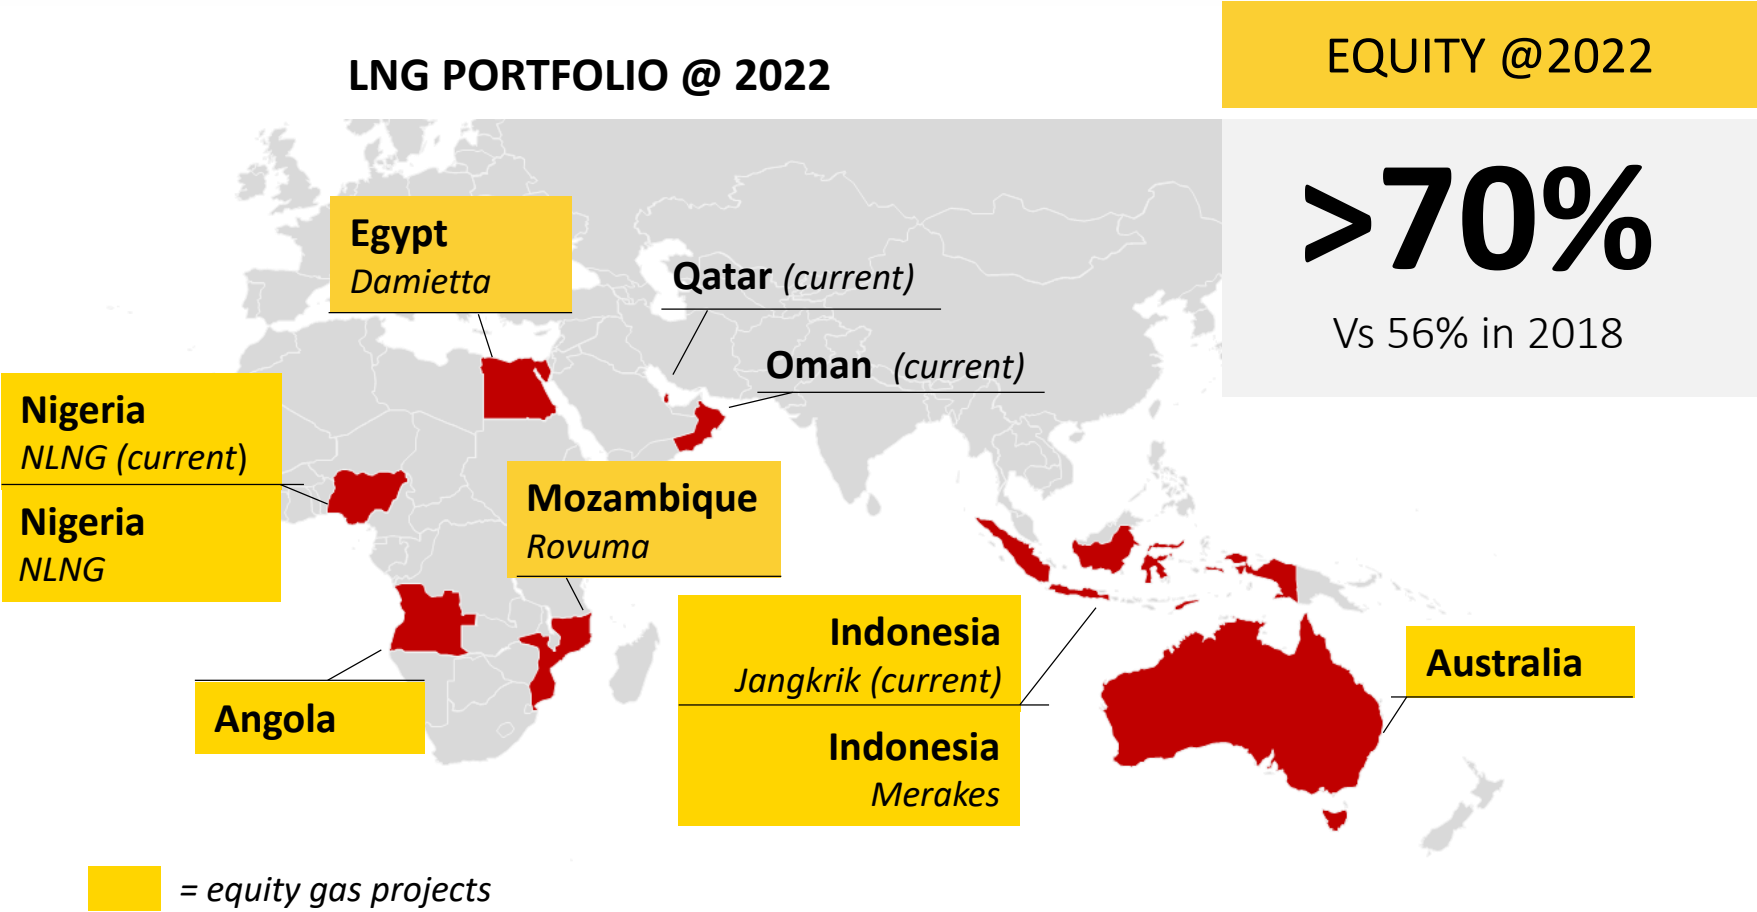 LNG PORTFOLIO @ 2022
EQUITY @2022
>70%
Vs 56% in 2018
Egypt
Damietta
Qatar (current)
Oman (current)
Nigeria
NLNG (current)
Nigeria
NLNG
Mozambique
Rovuma
Angola
Indonesia
Jangkrik (current)
Indonesia
Merakes
Australia
= equity gas projects